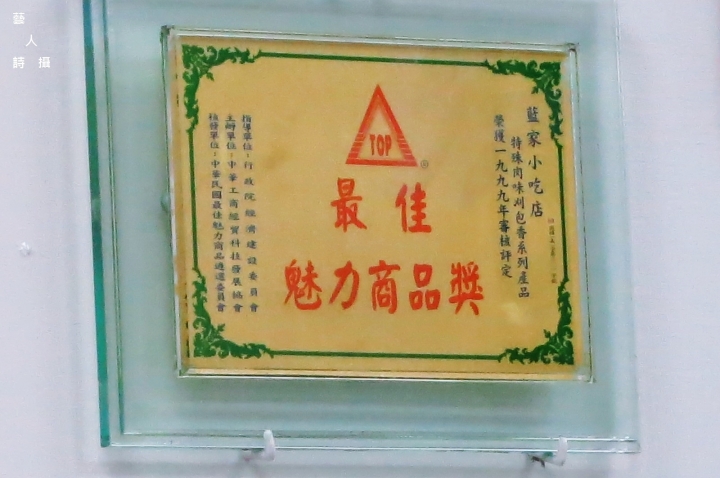 藝人詩攝
藍家小吃店
特殊肉味刈包香系列產品
榮獲一九九九年審核評定
TOP
®
最佳
魅力商品獎
指導單位：行政院經濟建設委員會
主辦單位：中華工商經貿科技發展協會
核發單位：中華民國最佳魅力商品遴選委員會